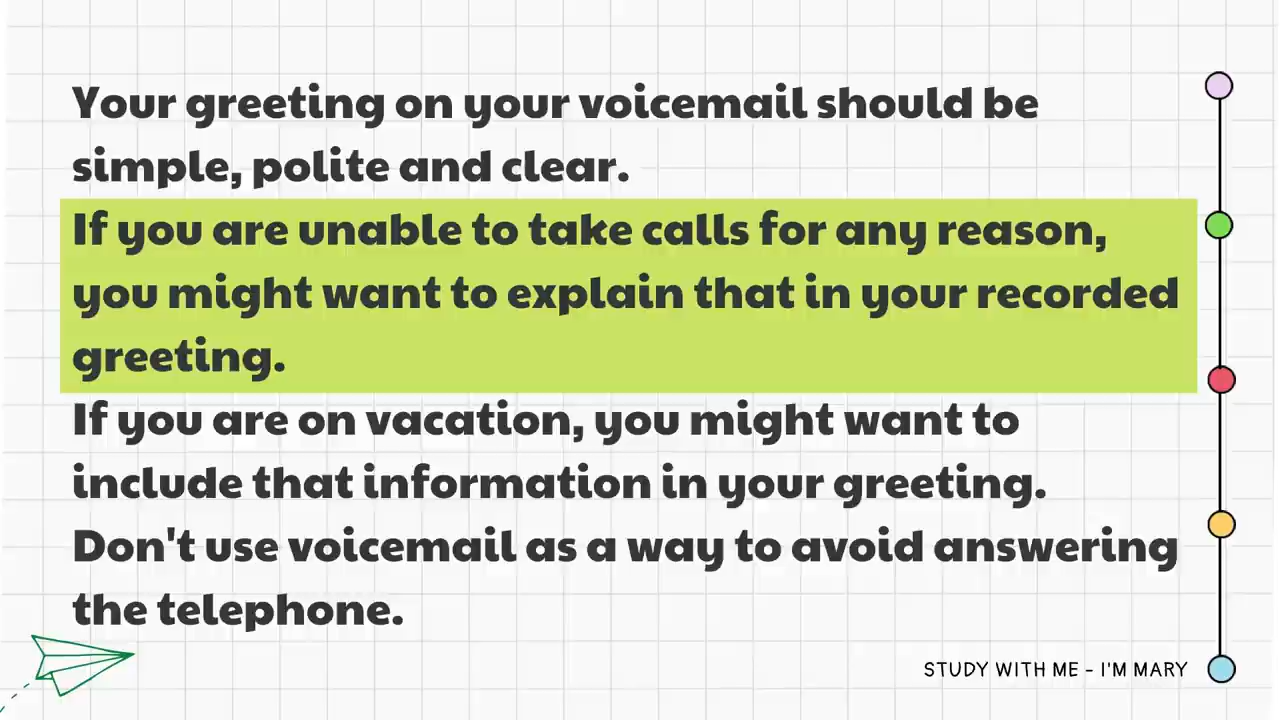 Your greeting on your voicemail should be
simple, polite and clear.
If you are unable to take calls for any reason,
you might want to explain that in your recorded
greeting.
If you are on vacation, you might want to
include that information in your greeting.
Don't use voicemail as a way to avoid answering
the telephone.
STUDY WITH ME - I'M MARY